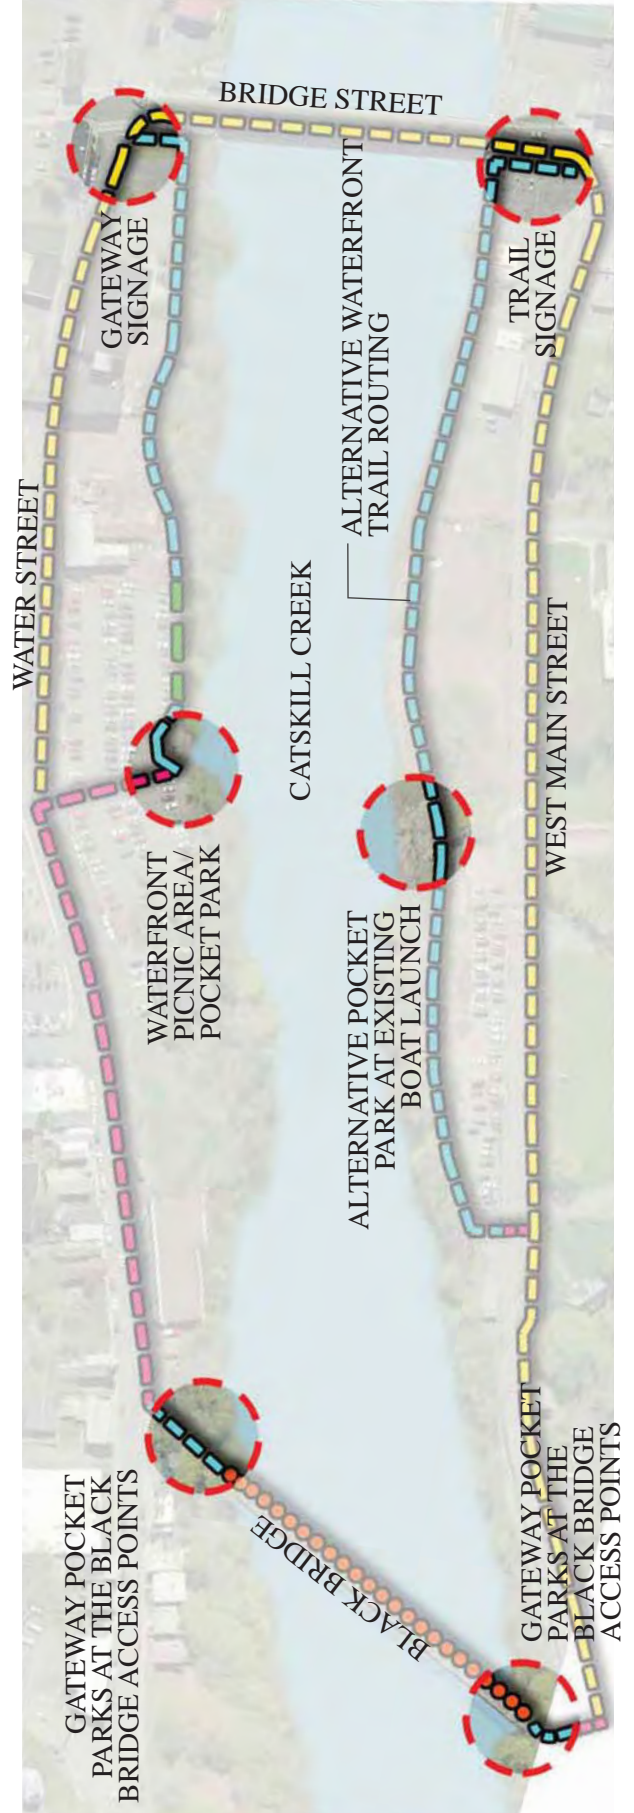 BRIDGE STREET
GATEWAY
SIGNAGE
TRAIL
SIGNAGE
ALTERNATIVE WATERFRONT
TRAIL ROUTING
WATER STREET
CATSKILL CREEK
WEST MAIN STREET
WATERFRONT
PICNIC AREA/
POCKET PARK
ALTERNATIVE POCKET
PARK AT EXISTING
BOAT LAUNCH
BLACK BRIDGE
GATEWAY POCKET
PARKS AT THE BLACK
BRIDGE ACCESS POINTS
GATEWAY POCKET
PARKS AT THE
BLACK BRIDGE
ACCESS POINTS